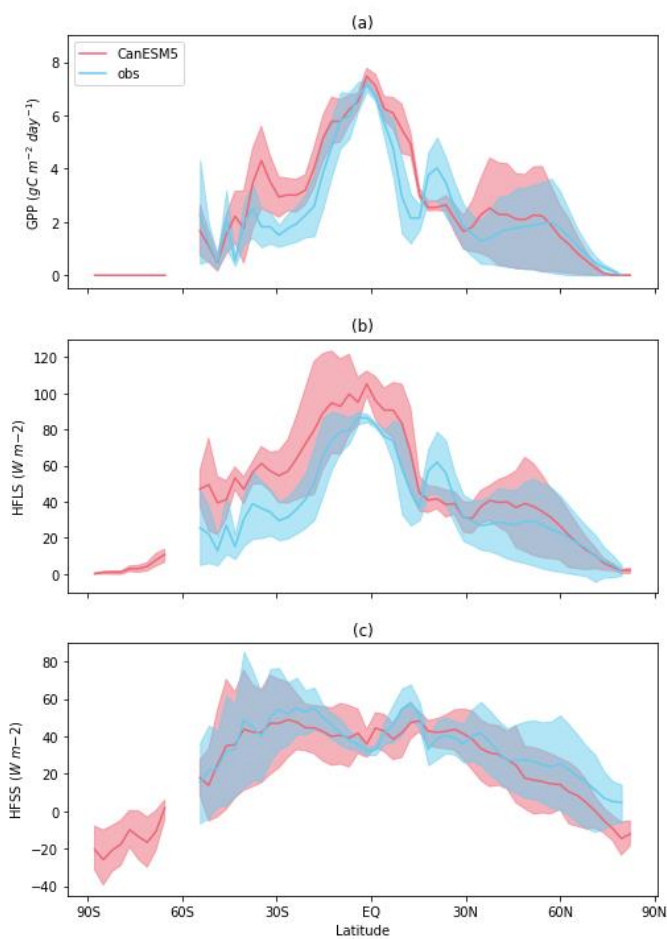 (a)
CanESM5
obs
8
6
4
2
0
GPP (gC m⁻² day⁻¹)
(b)
120
100
80
60
40
20
0
HFLS (W m−2)
(c)
80
60
40
20
0
−20
−40
HFSS (W m−2)
90S 60S 30S EQ 30N 60N 90N
Latitude